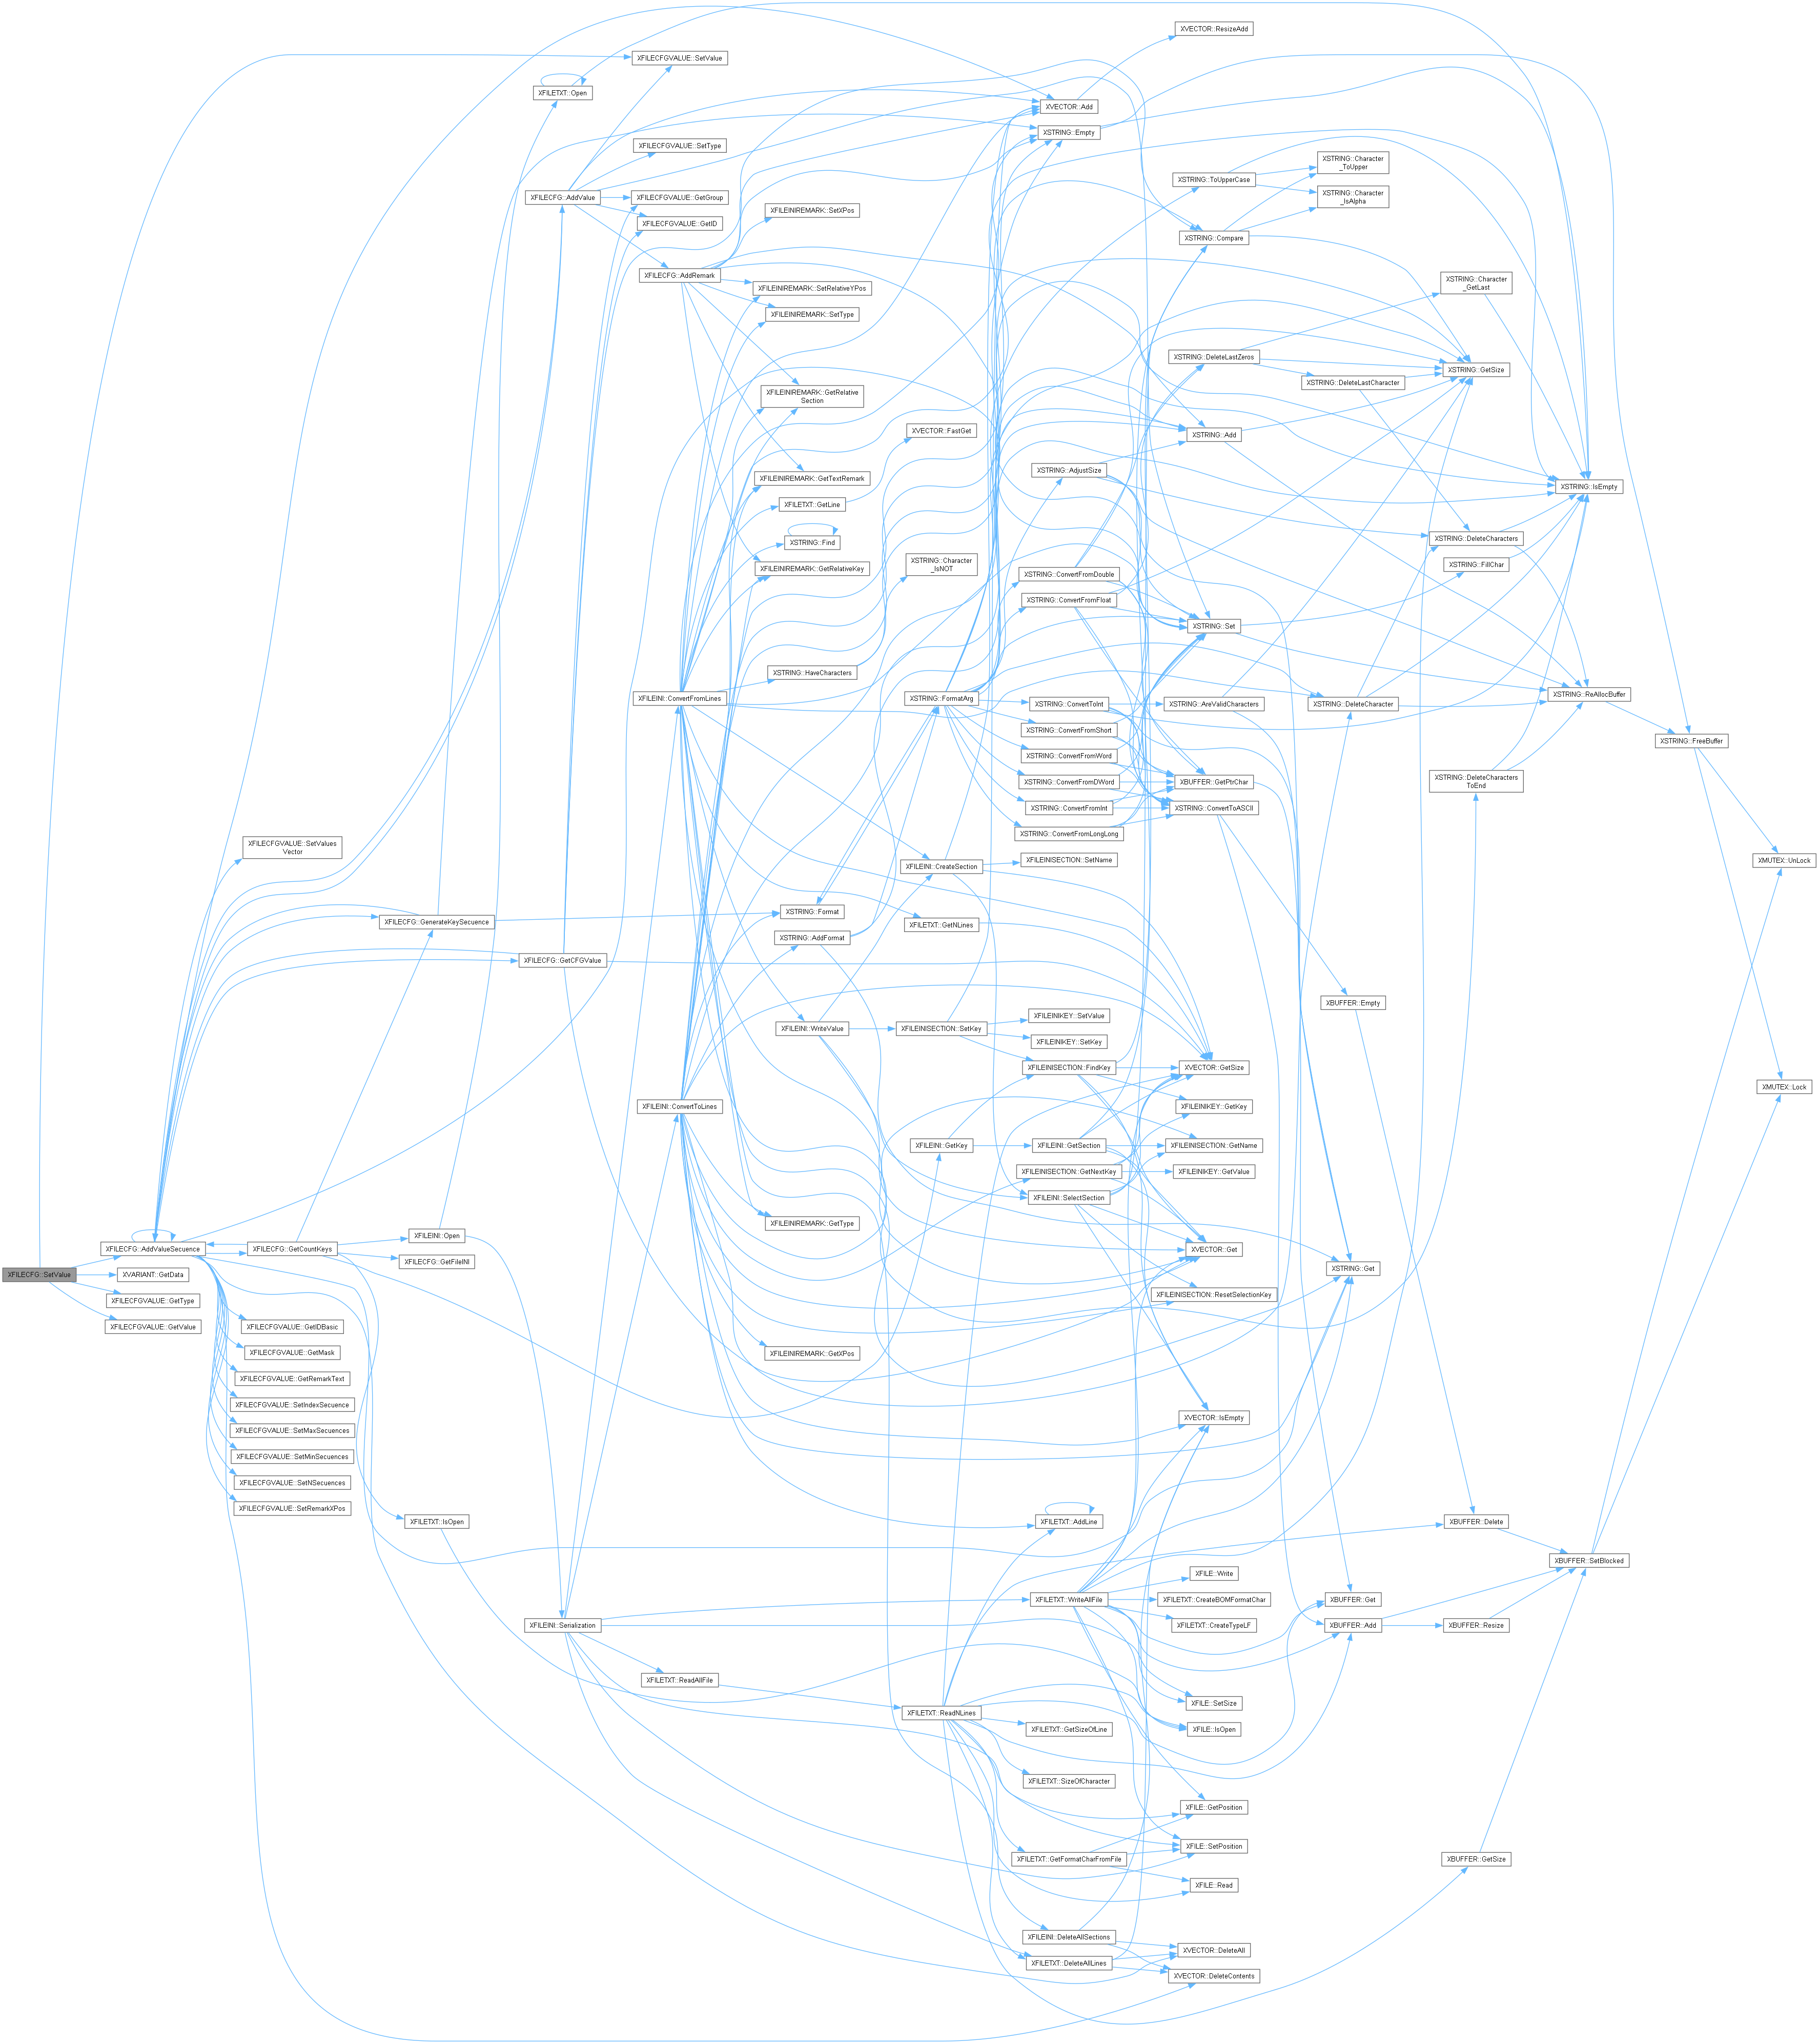 XVECTOR::ResizeAdd
XFILECFGVALUE::SetValue
XFILETXT::Open
XVECTOR::Add
XSTRING::Empty
XFILECFGVALUE::SetType
XSTRING::Character
_ToUpper
XSTRING::ToUpperCase
XFILECFG::AddValue
XFILECFGVALUE::GetGroup
XSTRING::Character
_IsAlpha
XFILEINIREMARK::SetXPos
XFILECFGVALUE::GetID
XSTRING::Compare
XFILECFG::AddRemark
XSTRING::Character
_GetLast
XFILEINIREMARK::SetRelativeYPos
XFILEINIREMARK::SetType
XSTRING::DeleteLastZeros
XSTRING::GetSize
XSTRING::DeleteLastCharacter
XFILEINIREMARK::GetRelative
Section
XVECTOR::FastGet
XSTRING::Add
XSTRING::AdjustSize
XFILEINIREMARK::GetTextRemark
XSTRING::IsEmpty
XFILETXT::GetLine
XSTRING::Find
XSTRING::DeleteCharacters
XSTRING::Character
_IsNOT
XSTRING::FillChar
XFILEINIREMARK::GetRelativeKey
XSTRING::ConvertFromDouble
XSTRING::ConvertFromFloat
XSTRING::Set
XSTRING::HaveCharacters
XFILEINI::ConvertFromLines
XSTRING::FormatArg
XSTRING::ReAllocBuffer
XSTRING::ConvertToInt
XSTRING::AreValidCharacters
XSTRING::DeleteCharacter
XSTRING::ConvertFromShort
XSTRING::FreeBuffer
XSTRING::ConvertFromWord
XSTRING::ConvertFromDWord
XBUFFER::GetPtrChar
XSTRING::DeleteCharacters
ToEnd
XSTRING::ConvertFromInt
XSTRING::ConvertToASCII
XSTRING::ConvertFromLongLong
XFILECFGVALUE::SetValues
Vector
XFILEINI::CreateSection
XFILEINISECTION::SetName
XMUTEX::UnLock
XSTRING::Format
XFILECFG::GenerateKeySecuence
XFILETXT::GetNLines
XSTRING::AddFormat
XFILECFG::GetCFGValue
XBUFFER::Empty
XFILEINIKEY::SetValue
XFILEINI::WriteValue
XFILEINISECTION::SetKey
XFILEINIKEY::SetKey
XFILEINISECTION::FindKey
XVECTOR::GetSize
XMUTEX::Lock
XFILEINI::ConvertToLines
XFILEINIKEY::GetKey
XFILEINI::GetKey
XFILEINI::GetSection
XFILEINISECTION::GetName
XFILEINISECTION::GetNextKey
XFILEINIKEY::GetValue
XFILEINI::SelectSection
XFILEINIREMARK::GetType
XFILEINI::Open
XFILECFG::AddValueSecuence
XFILECFG::GetCountKeys
XVECTOR::Get
XFILECFG::GetFileINI
XSTRING::Get
XFILECFG::SetValue
XVARIANT::GetData
XFILECFGVALUE::GetType
XFILEINISECTION::ResetSelectionKey
XFILECFGVALUE::GetValue
XFILECFGVALUE::GetIDBasic
XFILECFGVALUE::GetMask
XFILEINIREMARK::GetXPos
XFILECFGVALUE::GetRemarkText
XFILECFGVALUE::SetIndexSecuence
XVECTOR::IsEmpty
XFILECFGVALUE::SetMaxSecuences
XFILECFGVALUE::SetMinSecuences
XFILECFGVALUE::SetNSecuences
XFILECFGVALUE::SetRemarkXPos
XFILETXT::IsOpen
XFILETXT::AddLine
XBUFFER::Delete
XBUFFER::SetBlocked
XFILE::Write
XFILETXT::WriteAllFile
XFILETXT::CreateBOMFormatChar
XBUFFER::Get
XFILEINI::Serialization
XFILETXT::CreateTypeLF
XBUFFER::Add
XBUFFER::Resize
XFILETXT::ReadAllFile
XFILE::SetSize
XFILETXT::ReadNLines
XFILETXT::GetSizeOfLine
XFILE::IsOpen
XFILETXT::SizeOfCharacter
XFILE::GetPosition
XFILE::SetPosition
XFILETXT::GetFormatCharFromFile
XBUFFER::GetSize
XFILE::Read
XFILEINI::DeleteAllSections
XVECTOR::DeleteAll
XFILETXT::DeleteAllLines
XVECTOR::DeleteContents